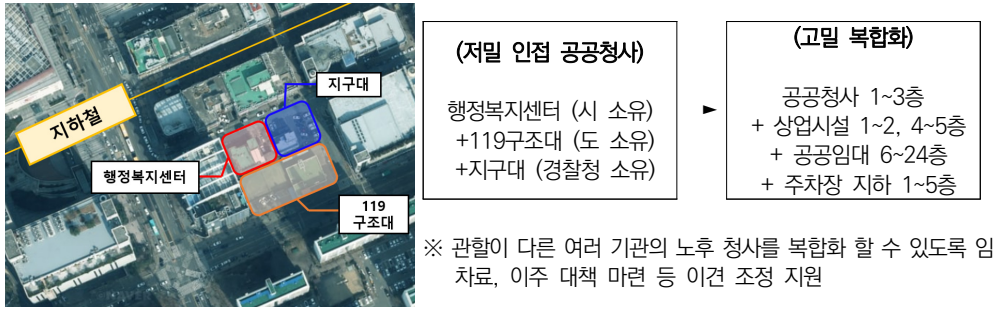 지하철
지구대
행정복지센터
119
구조대
(저밀 인접 공공청사)
행정복지센터 (시 소유)
+119구조대 (도 소유)
+지구대 (경찰청 소유)
►
(고밀 복합화)
공공청사 1~3층
+ 상업시설 1~2, 4~5층
+ 공공임대 6~24층
+ 주차장 지하 1~5층
※ 관할이 다른 여러 기관의 노후 청사를 복합화 할 수 있도록 임
차료, 이주 대책 마련 등 이견 조정 지원